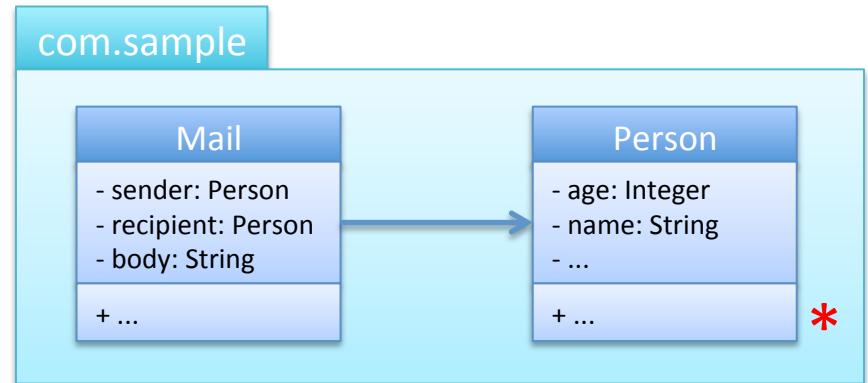 com.sample
Mail
- sender: Person
- recipient: Person
- body: String
+ ...
Person
- age: Integer
- name: String
- ...
+ ...
*